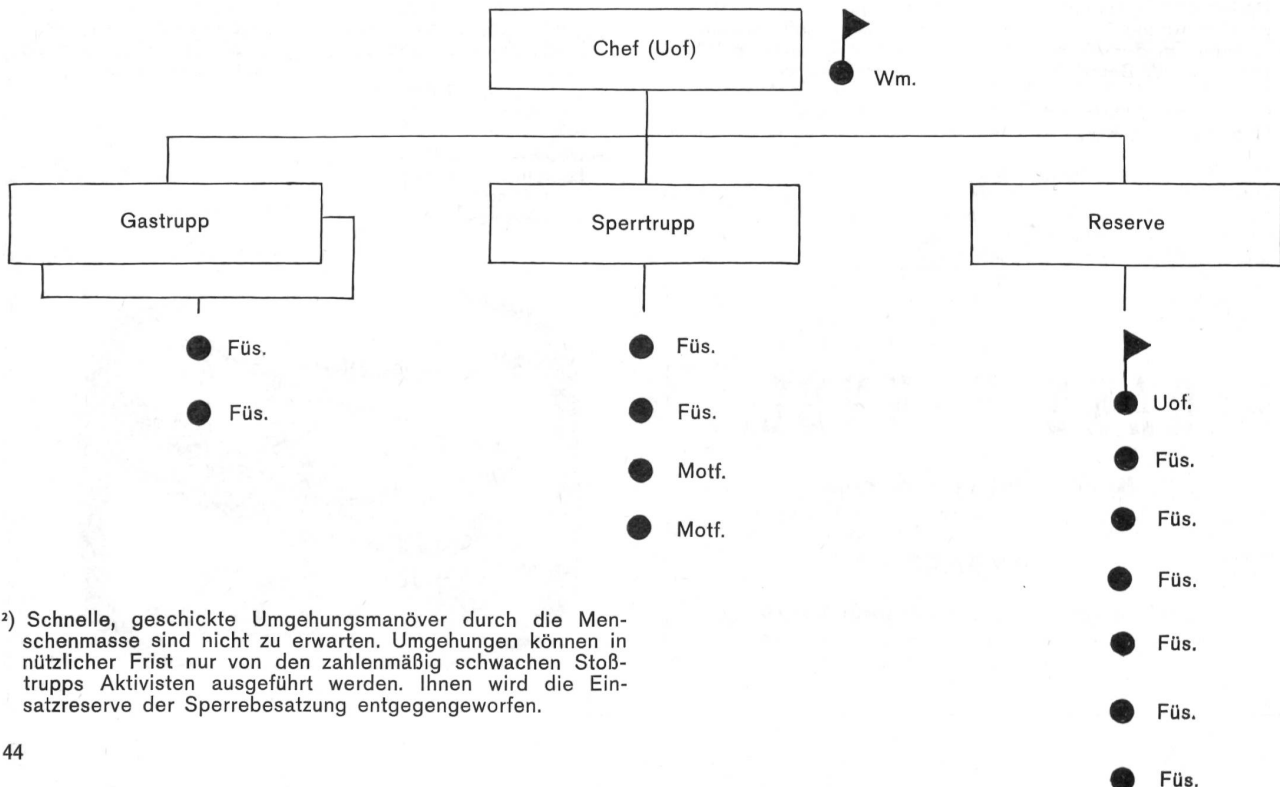 Chef (Uof)
Wm.
Gastrupp
Füs.
Füs.
Sperrtrupp
Füs.
Füs.
Motf.
Motf.
Reserve
Uof.
Füs.
Füs.
Füs.
Füs.
Füs.
Füs.
²) Schnelle, geschickte Umgehungsmanöver durch die Men-
schenmasse sind nicht zu erwarten. Umgehungen können in
nützlicher Frist nur von den zahlenmäßig schwachen Stoß-
trupps Aktivisten ausgeführt werden. Ihnen wird die Ein-
satzreserve der Sperrebesatzung entgegengeworfen.
44